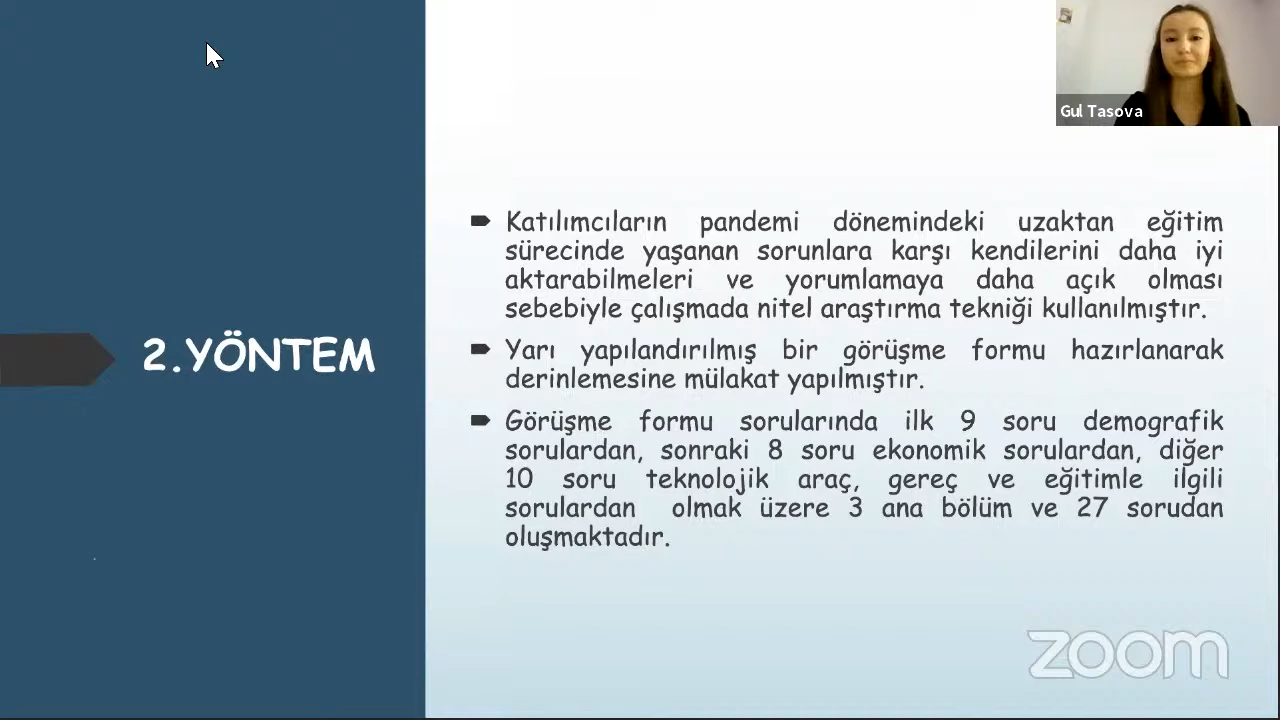 Gul Tasova
2.YÖNTEM
Katılımcıların pandemi dönemindeki uzaktan eğitim
sürecinde yaşanan sorunlara karşı kendilerini daha iyi
aktarabilmeleri ve yorumlamaya daha açık olması
sebebiyle çalışmada nitel araştırma tekniği kullanılmıştır.
Yarı yapılandırılmış bir görüşme formu hazırlanarak
derinlemesine mülakat yapılmıştır.
Görüşme formu sorularında ilk 9 soru demografik
sorulardan, sonraki 8 soru ekonomik sorulardan, diğer
10 soru teknolojik araç, gereç ve eğitimle ilgili
sorulardan olmak üzere 3 ana bölüm ve 27 sorudan
oluşmaktadır.
zoom